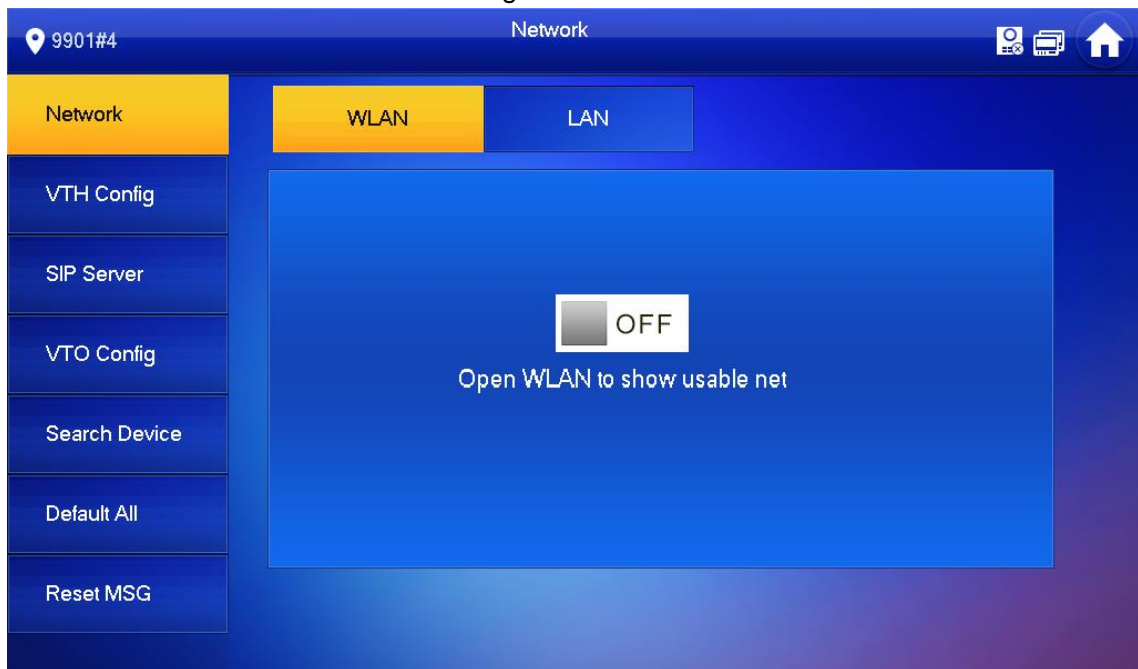 9901#4
Network
Network
WLAN
LAN
VTH Config
SIP Server
OFF
VTO Config
Open WLAN to show usable net
Search Device
Default All
Reset MSG